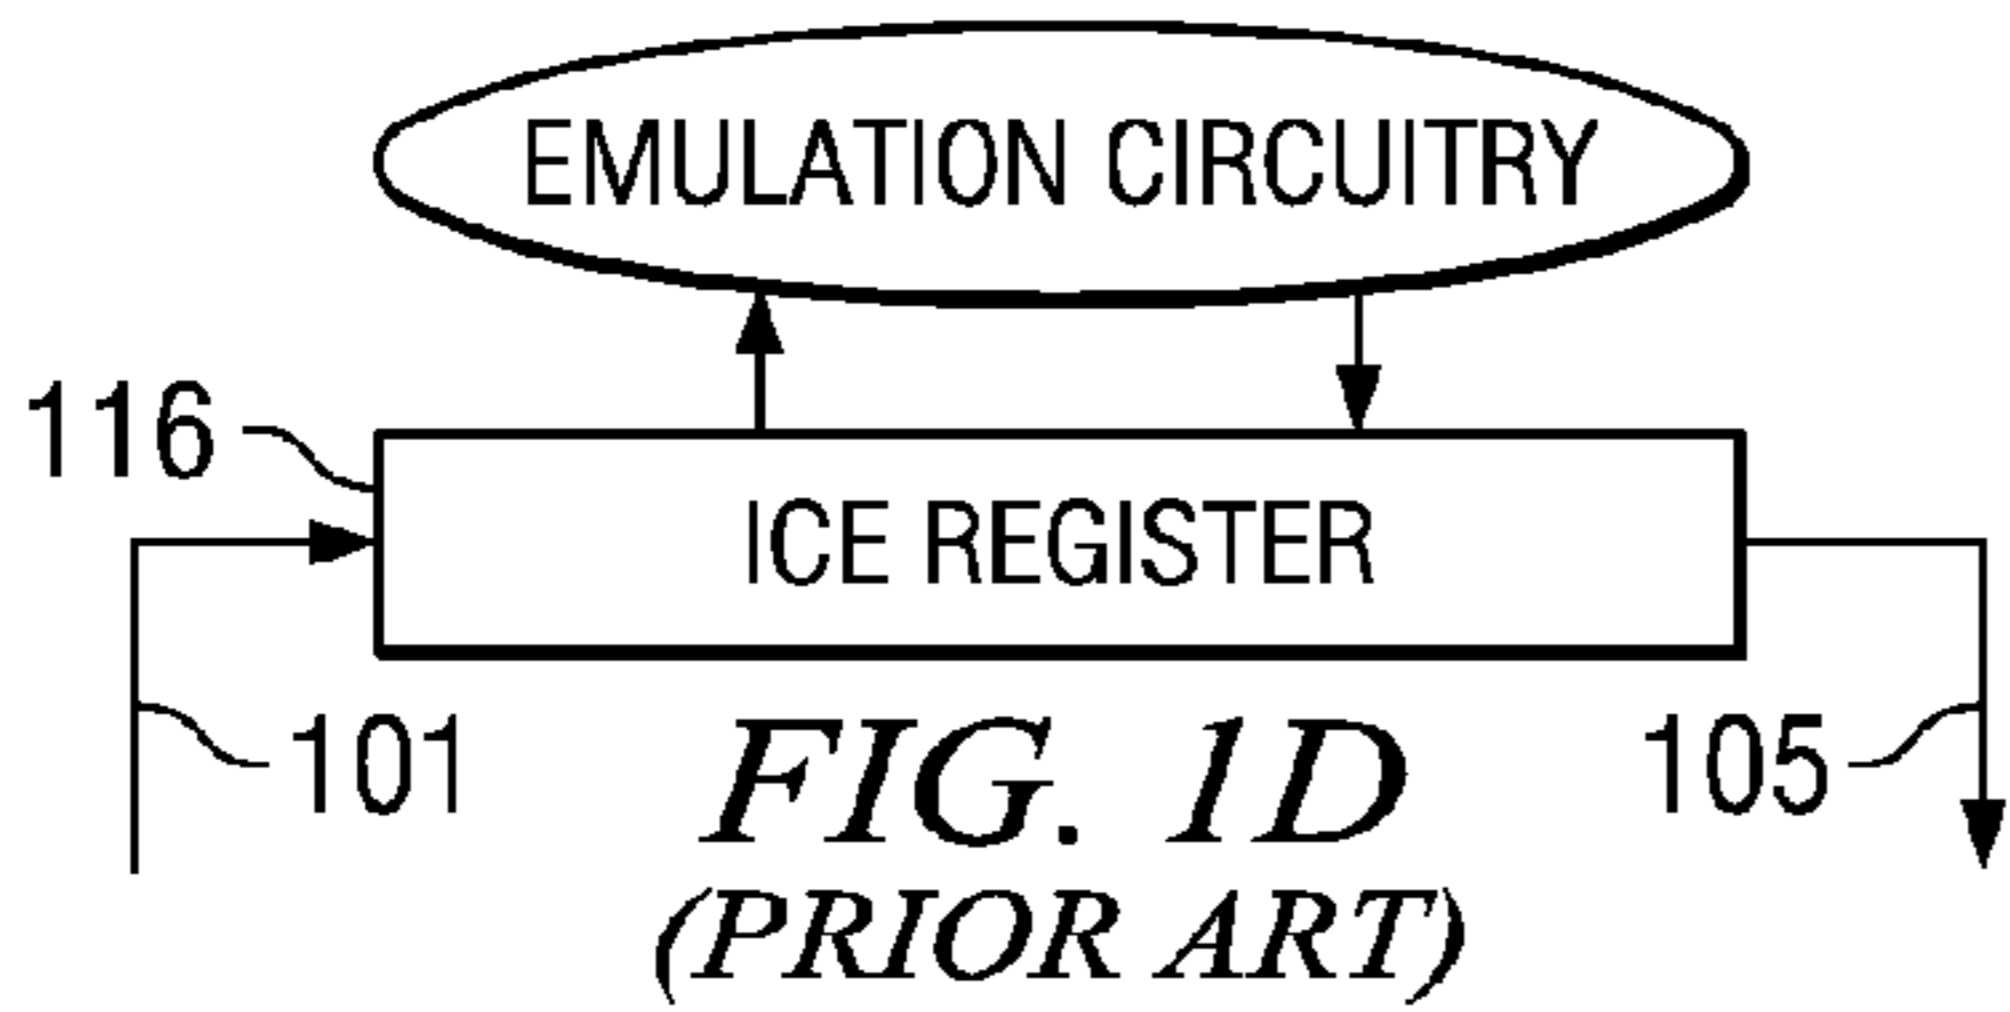 EMULATION CIRCUITRY
116
ICE REGISTER
101
105
FIG. 1D
(PRIOR ART)